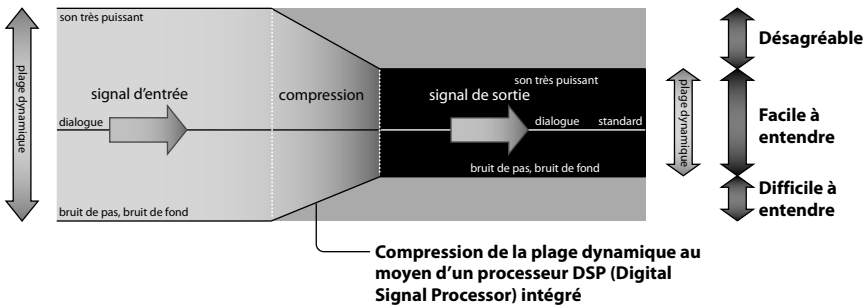 son très puissant
plage dynamique
signal d'entrée
compression
dialogue
bruit de pas, bruit de fond
son très puissant
signal de sortie
dialogue
standard
bruit de pas, bruit de fond
plage dynamique
Désagréable
Facile à
entendre
Difficile à
entendre
Compression de la plage dynamique au
moyen d'un processeur DSP (Digital
Signal Processor) intégré